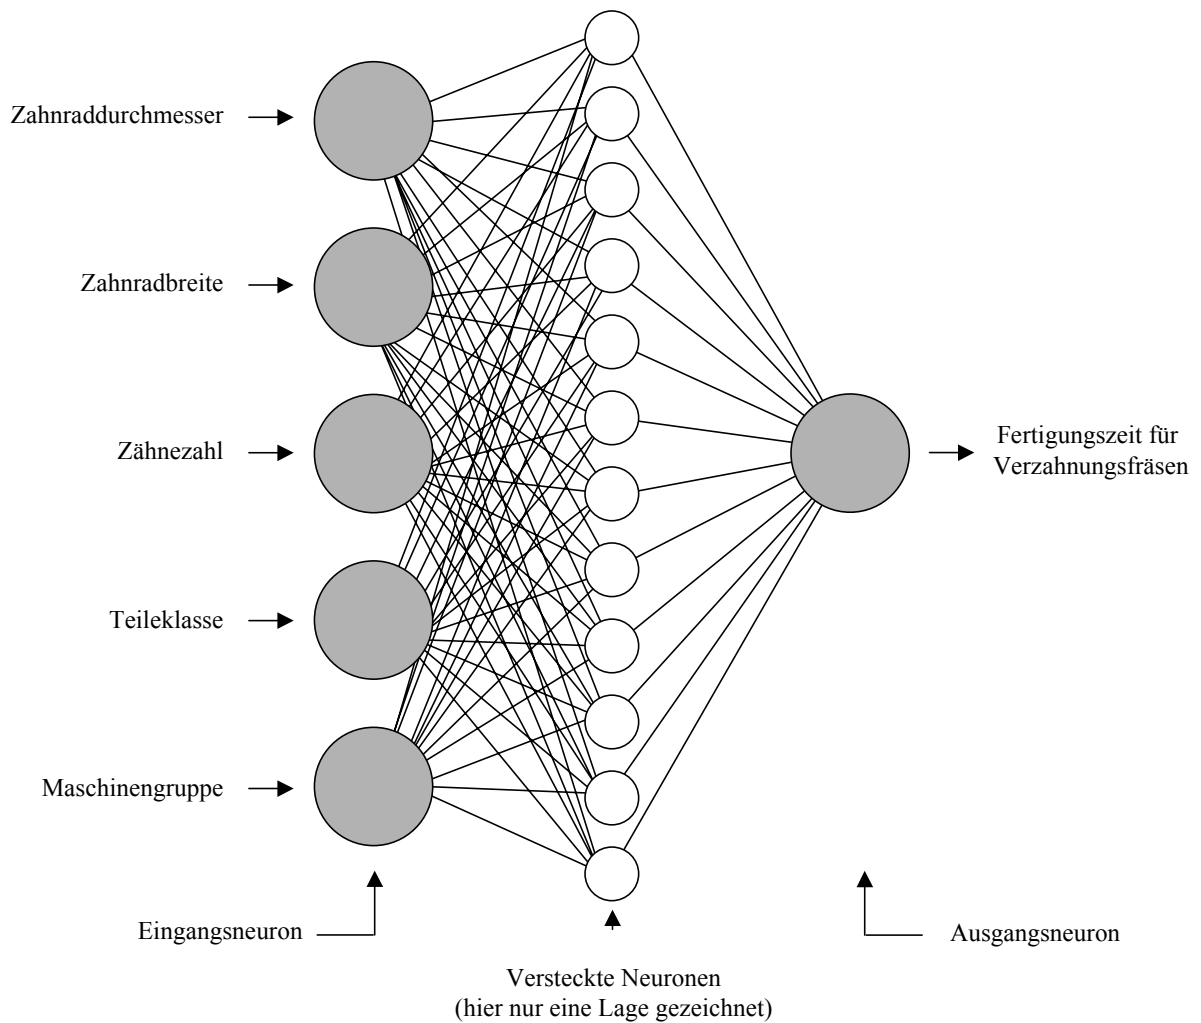 Zahnraddurchmesser
Zahnradbreite
Zähnezahl
Teileklasse
Maschinengruppe
Fertigungszeit für
Verzahnungsfräsen
Eingangsneuron
Ausgangsneuron
Versteckte Neuronen
(hier nur eine Lage gezeichnet)